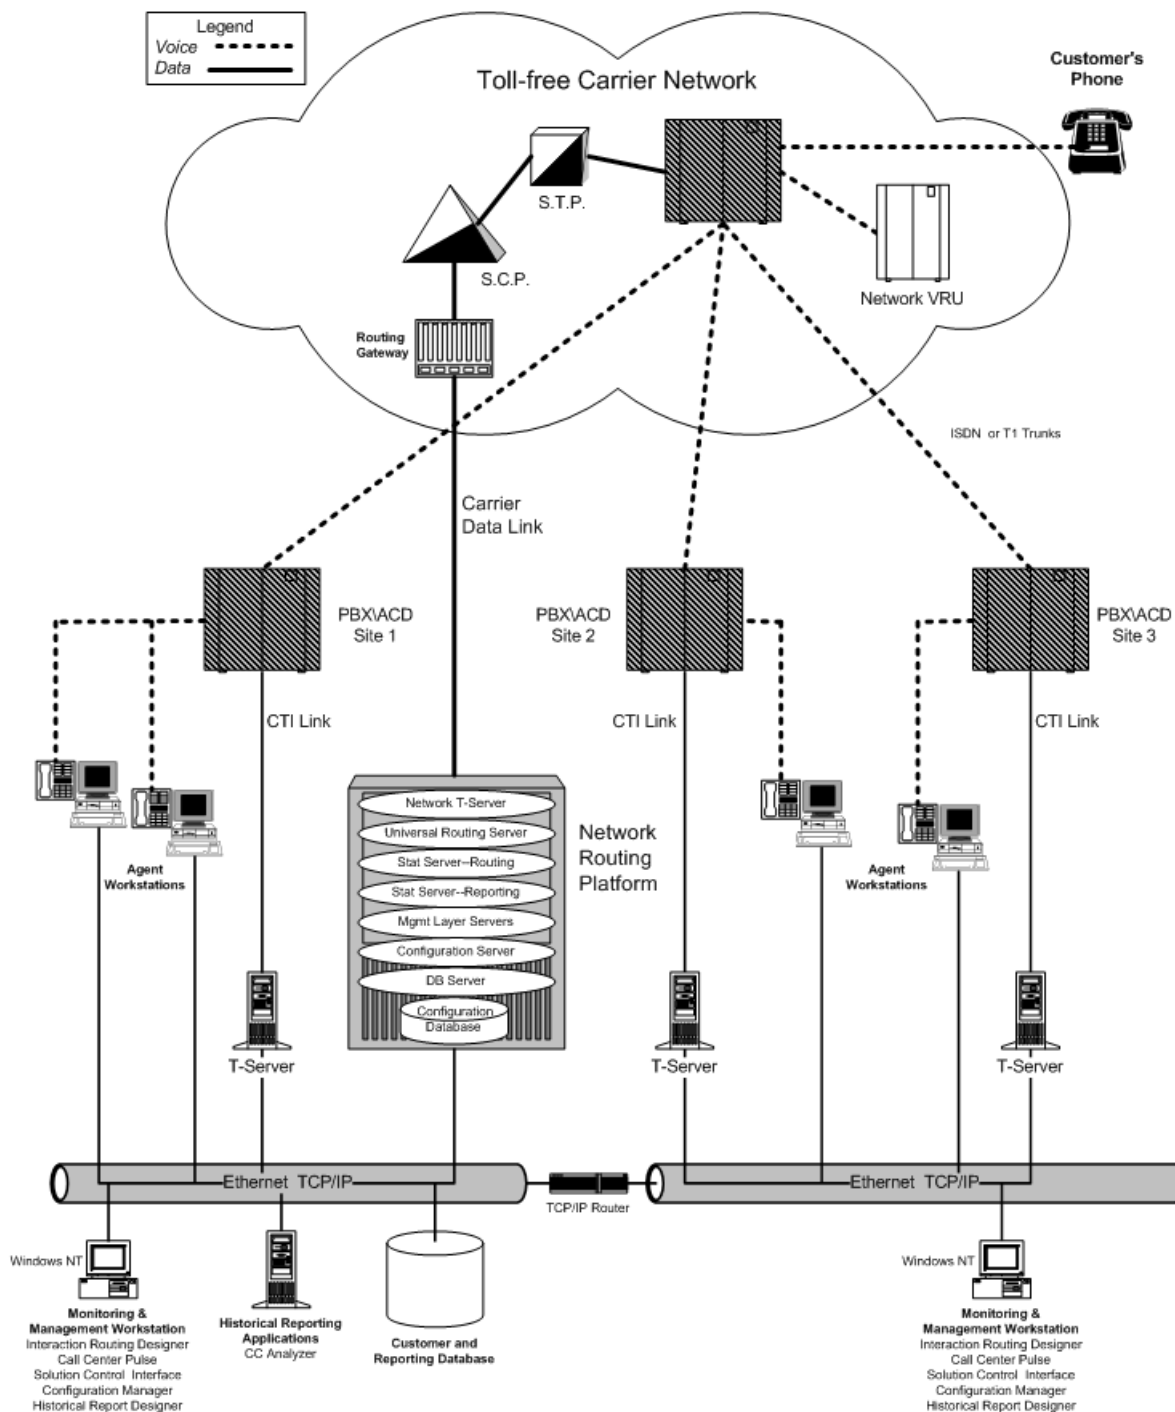 Legend
Voice
Data
Toll-free Carrier Network
Customer's
Phone
S.T.P.
S.C.P.
Network VRU
Routing
Gateway
ISDN or T1 Trunks
Carrier
Data Link
PBX\ACD
Site 1
PBX\ACD
Site 2
PBX\ACD
Site 3
CTI Link
CTI Link
CTI Link
Network T-Server
Universal Routing Server
Stat Server--Routing
Stat Server--Reporting
Mgmt Layer Servers
Configuration Server
DB Server
Configuration
Database
Network
Routing
Platform
Agent
Workstations
Agent
Workstations
T-Server
T-Server
T-Server
Ethernet TCP/IP
TCP/IP Router
Ethernet TCP/IP
Windows NT
Monitoring &
Management Workstation
Interaction Routing Designer
Call Center Pulse
Solution Control Interface
Configuration Manager
Historical Report Designer
Historical Reporting
Applications
CC Analyzer
Customer and
Reporting Database
Windows NT
Monitoring &
Management Workstation
Interaction Routing Designer
Call Center Pulse
Solution Control Interface
Configuration Manager
Historical Report Designer